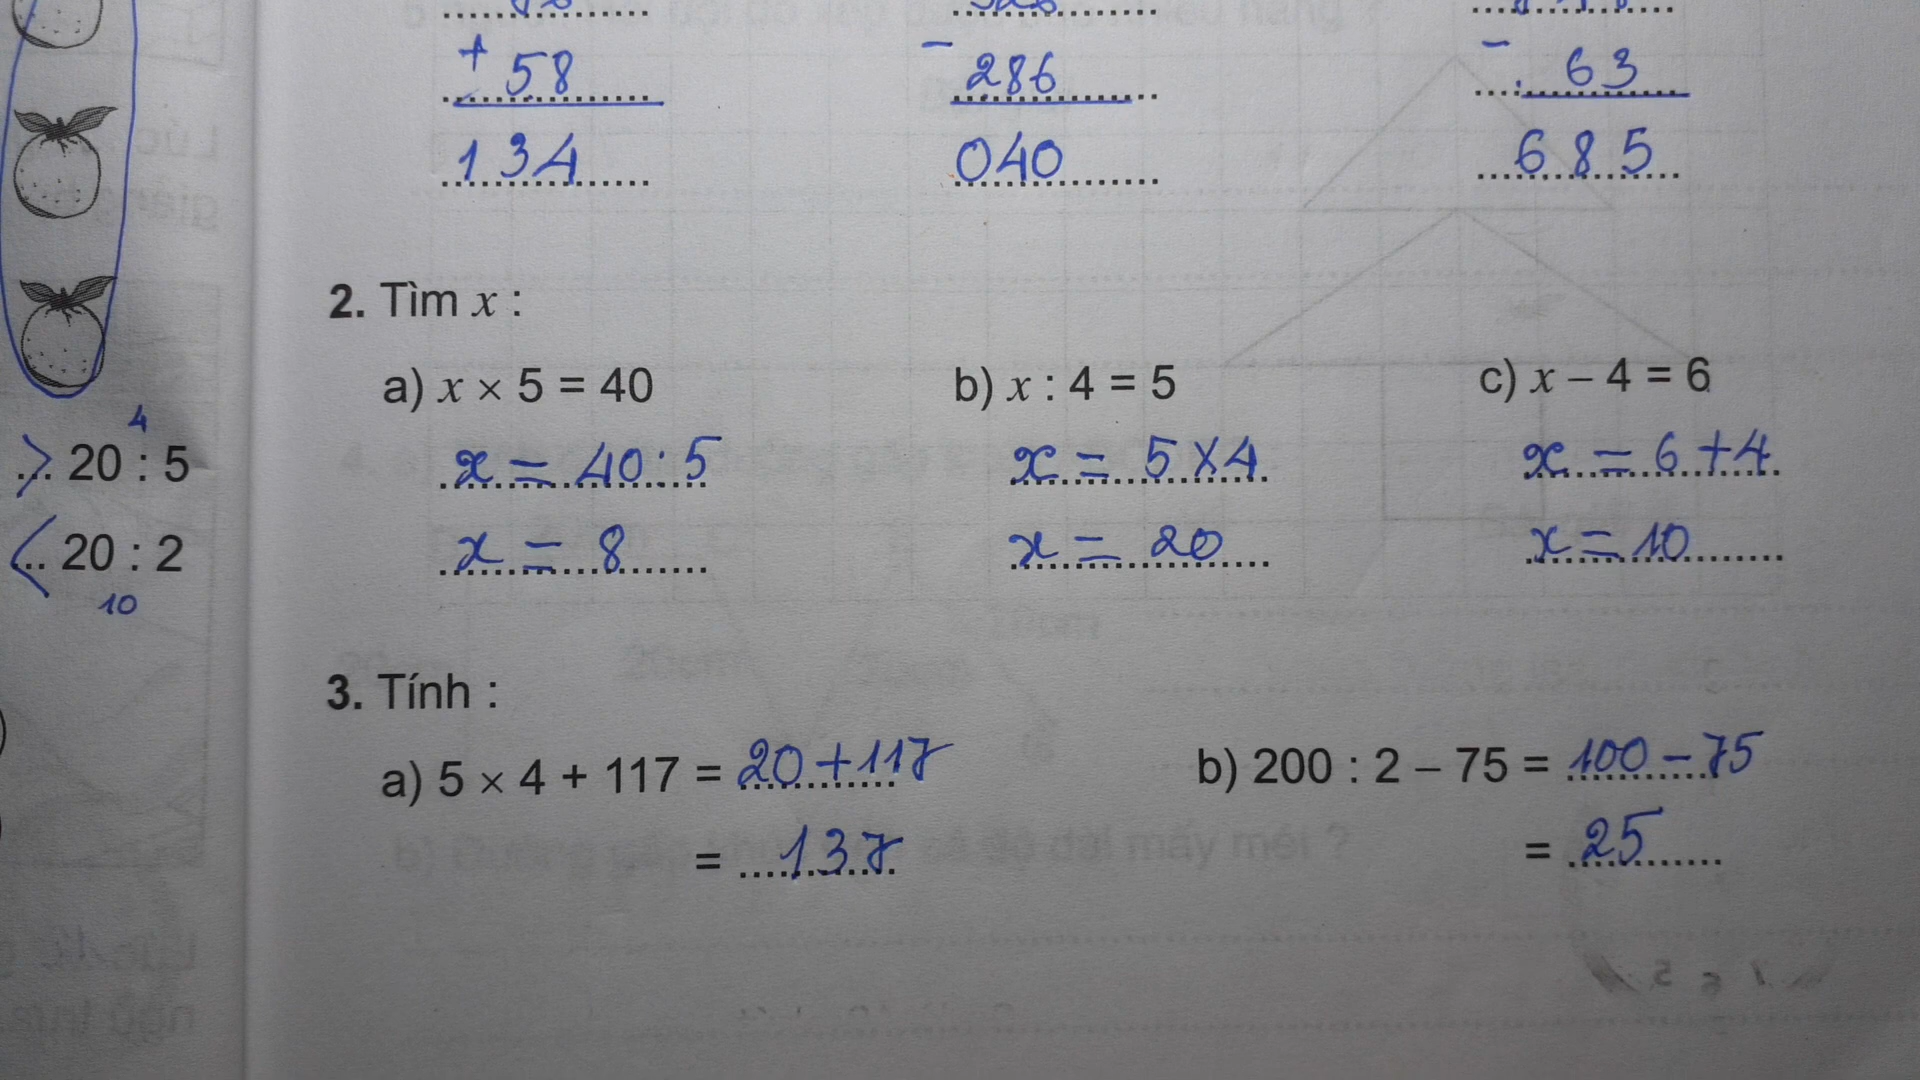 + 58 - 286 - 63
134 040 685
2. Tìm x :
a) x × 5 = 40 b) x : 4 = 5 c) x – 4 = 6
x = 40 : 5 x = 5 x 4 x = 6 + 4
x = 8 x = 20 x = 10
4
> 20 : 5
< 20 : 2
10
3. Tính :
a) 5 × 4 + 117 = 20 + 117 b) 200 : 2 – 75 = 100 - 75
= 137 = 25